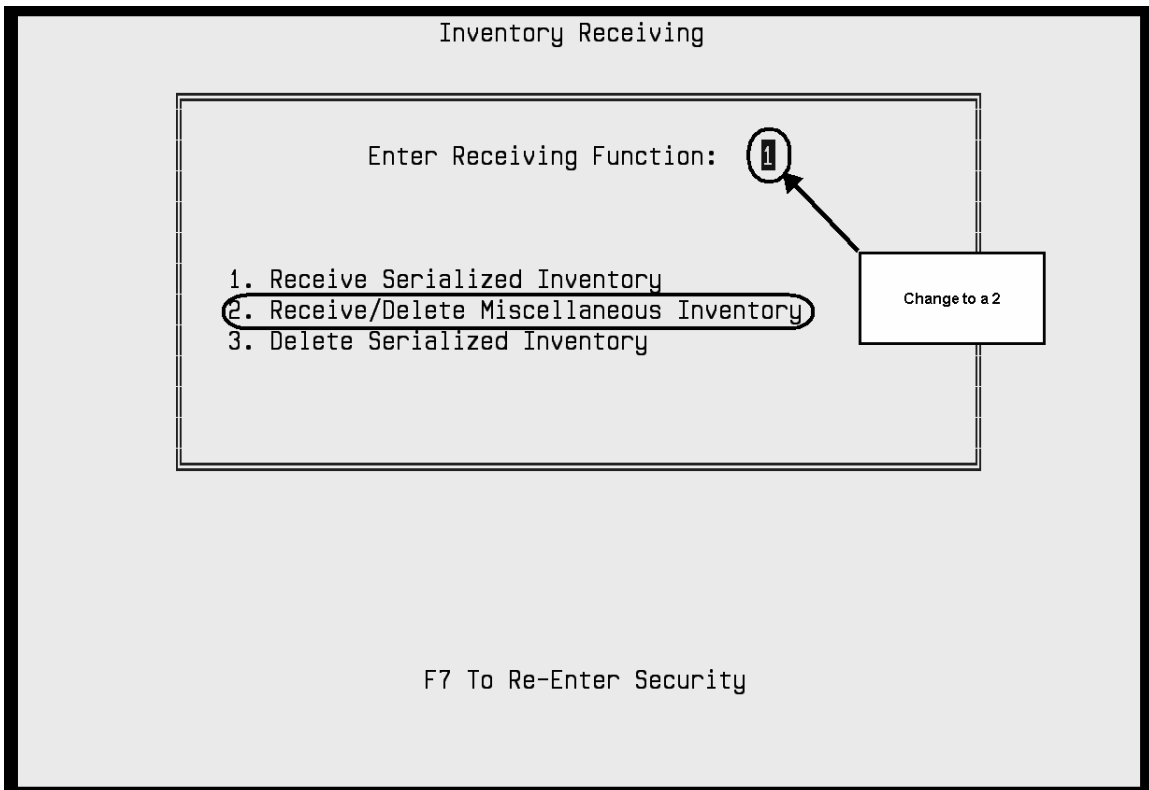 Inventory Receiving
Enter Receiving Function: 1
1. Receive Serialized Inventory
Change to a 2
2. Receive/Delete Miscellaneous Inventory
3. Delete Serialized Inventory
F7 To Re-Enter Security